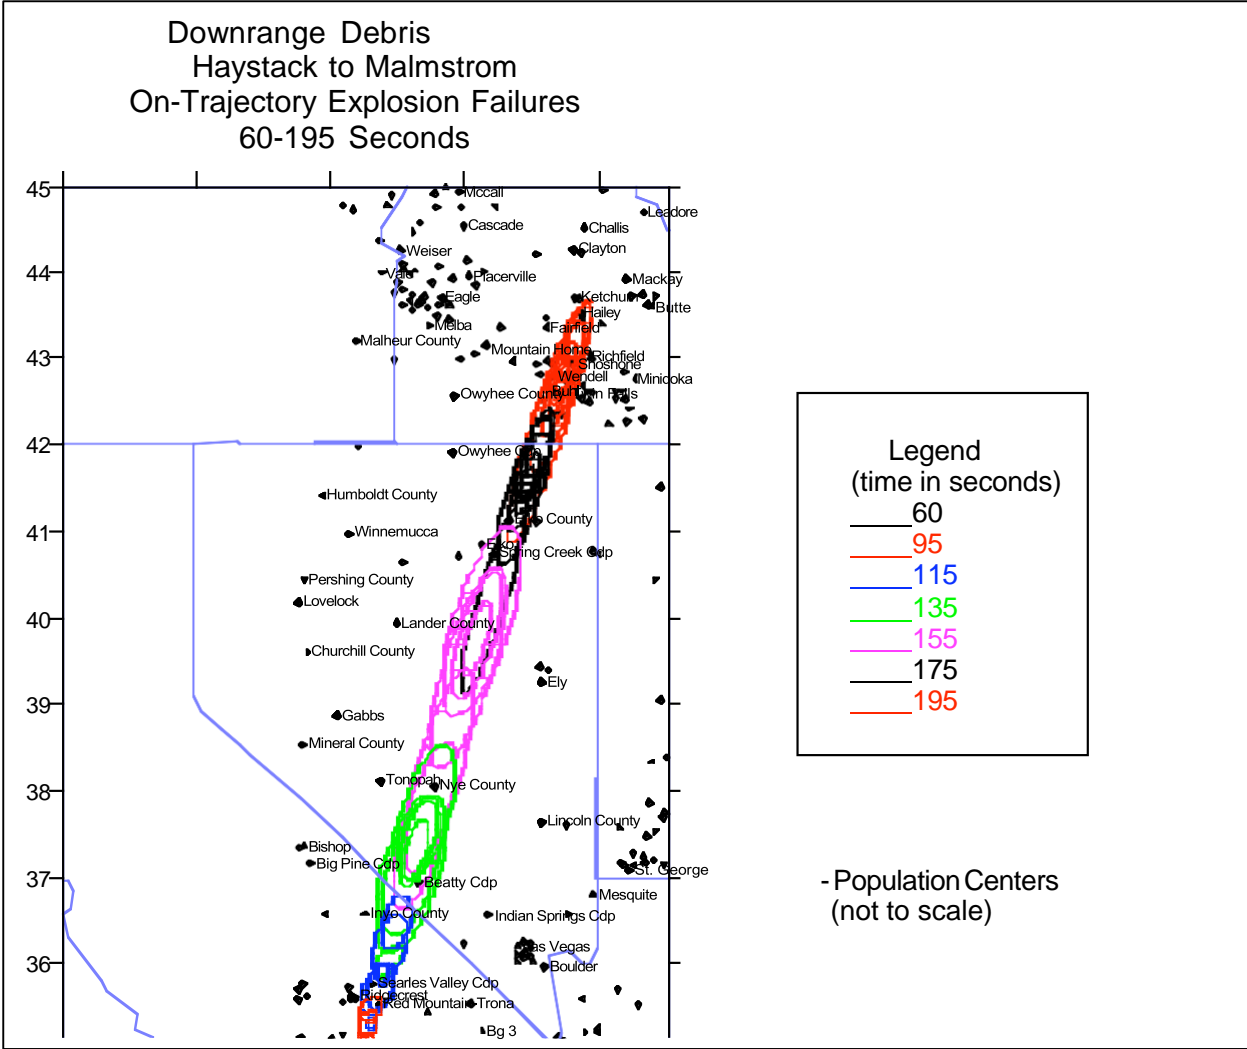 Downrange Debris
Haystack to Malmstrom
On-Trajectory Explosion Failures
60-195 Seconds
45
Mccall
Leadore
Cascade
Challis
Weiser
Clayton
44
Vale
Placerville
Mackay
Eagle
Ketchum
Butte
Hailey
Melba
Fairfield
Malheur County
43
Mountain Home
Richfield
Shoshone
Wendell
Minidoka
Owyhee County
Buhl
Twin Falls
42
Owyhee
Humboldt County
County
Winnemucca
41
Elko
Spring Creek Cdp
Pershing County
Lovelock
40
Lander County
Churchill County
Ely
39
Gabbs
Mineral County
38
Tonopah
Nye County
Lincoln County
Bishop
Big Pine Cdp
St. George
37
Beatty Cdp
Mesquite
Inyo County
Indian Springs Cdp
Las Vegas
36
Boulder
Searles Valley Cdp
Ridgecrest
Red Mountain
Trona
Bg 3
Legend
(time in seconds)
60
95
115
135
155
175
195
- Population Centers
(not to scale)